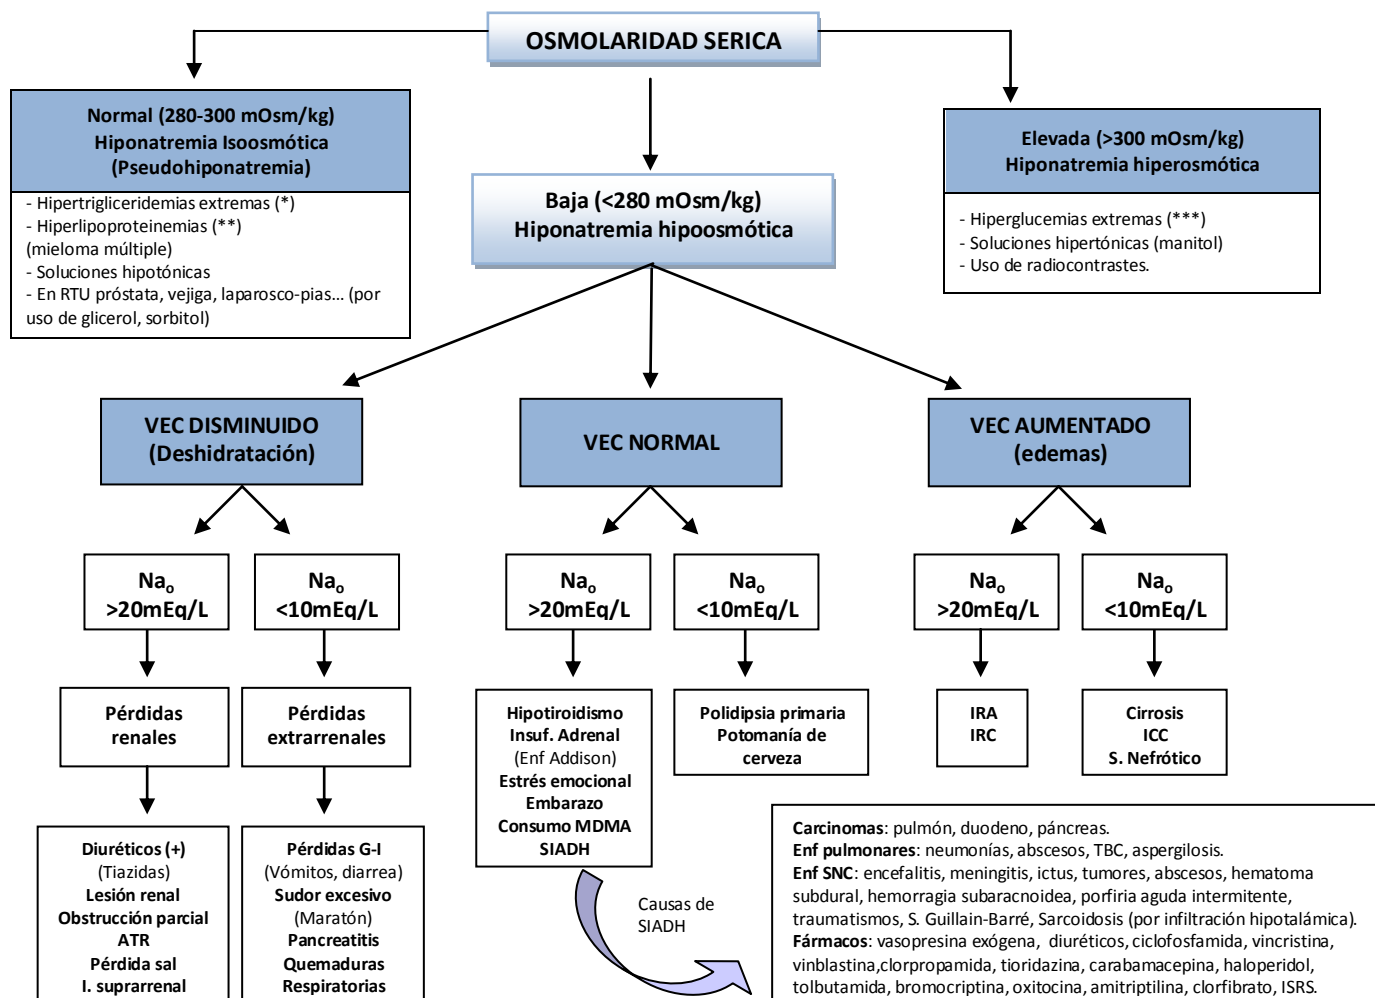 OSMOLARIDAD SERICA
Normal (280-300 mOsm/kg)
Hiponatremia Isoosmótica
(Pseudohiponatremia)
- Hipertrigliceridemias extremas (*)
- Hiperlipoproteinemias (**)
(mieloma múltiple)
- Soluciones hipotónicas
- En RTU próstata, vejiga, laparosco-pias... (por
uso de glicerol, sorbitol)
Baja (<280 mOsm/kg)
Hiponatremia hipoosmótica
Elevada (>300 mOsm/kg)
Hiponatremia hiperosmótica
- Hiperglucemias extremas (***)
- Soluciones hipertónicas (manitol)
- Uso de radiocontrastes.
VEC DISMINUIDO
(Deshidratación)
VEC NORMAL
VEC AUMENTADO
(edemas)
Nao
>20mEq/L
Nao
<10mEq/L
Nao
>20mEq/L
Nao
<10mEq/L
Nao
>20mEq/L
Nao
<10mEq/L
Pérdidas
renales
Pérdidas
extrarrenales
Hipotiroidismo
Insuf. Adrenal
(Enf Addison)
Estrés emocional
Embarazo
Consumo MDMA
SIADH
Polidipsia primaria
Potomanía de
cerveza
IRA
IRC
Cirrosis
ICC
S. Nefrótico
Diuréticos (+)
(Tiazidas)
Lesión renal
Obstrucción parcial
ATR
Pérdida sal
I. suprarrenal
Pérdidas G-I
(Vómitos, diarrea)
Sudor excesivo
(Maratón)
Pancreatitis
Quemaduras
Respiratorias
Causas de
SIADH
Carcinomas: pulmón, duodeno, páncreas.
Enf pulmonares: neumonías, abscesos, TBC, aspergilosis.
Enf SNC: encefalitis, meningitis, ictus, tumores, abscesos, hematoma
subdural, hemorragia subaracnoidea, porfiria aguda intermitente,
traumatismos, S. Guillain-Barré, Sarcoidosis (por infiltración hipotalámica).
Fármacos: vasopresina exógena, diuréticos, ciclofosfamida, vincristina,
vinblastina,clorpropamida, tioridazina, carabamacepina, haloperidol,
tolbutamida, bromocriptina, oxitocina, amitriptilina, clorfibrato, ISRS.